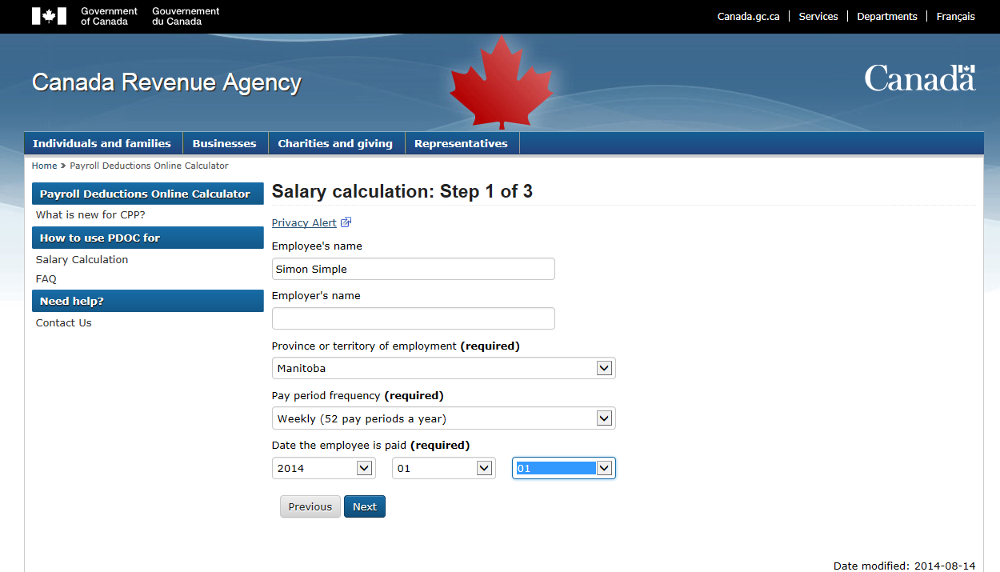 Government of Canada
Gouvernement du Canada
Canada.gc.ca
Services
Departments
Français
Canada Revenue Agency
Canada
Individuals and families
Businesses
Charities and giving
Representatives
Home » Payroll Deductions Online Calculator
Payroll Deductions Online Calculator
What is new for CPP?
How to use PDOC for
Salary Calculation
FAQ
Need help?
Contact Us
Salary calculation: Step 1 of 3
Privacy Alert
Employee's name
Simon Simple
Employer's name
Province or territory of employment (required)
Manitoba
Pay period frequency (required)
Weekly (52 pay periods a year)
Date the employee is paid (required)
2014 01 01
Previous Next
Date modified: 2014-08-14